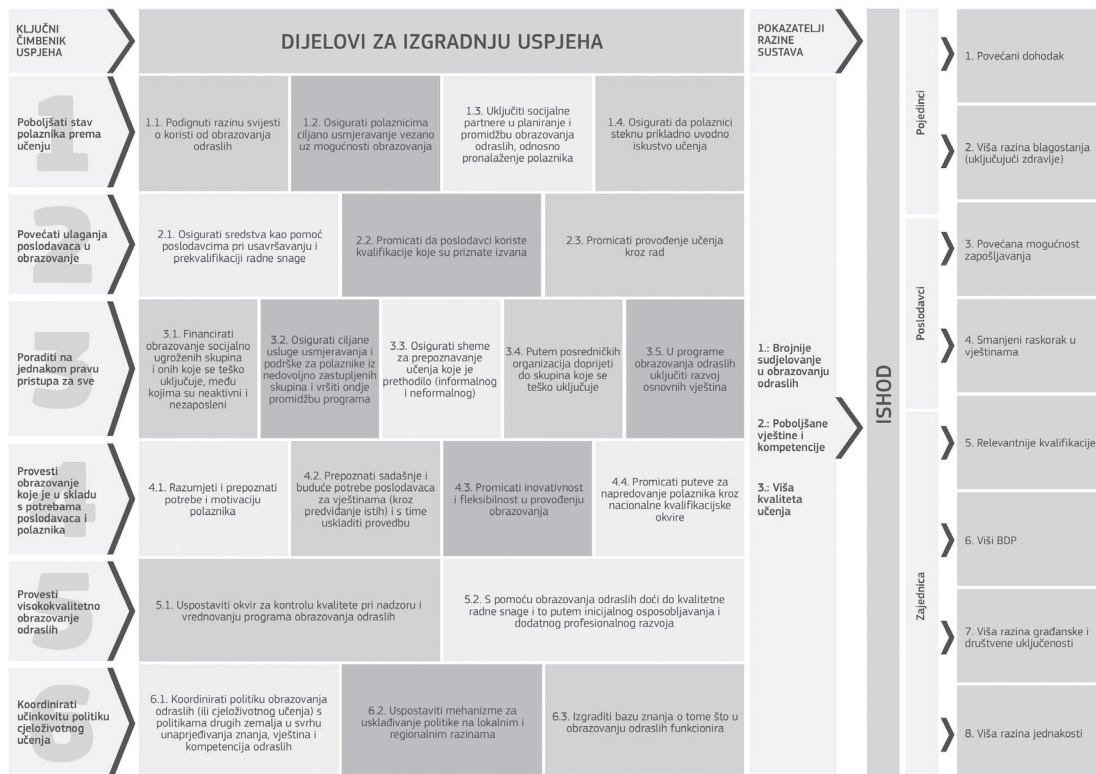 KLJUČNI
ČIMBENIK
USPJEHA
DIJELOVI ZA IZGRADNJU USPJEHA
POKAZATELJI
RAZINE
SUSTAVA
1
Poboljšati stav
polaznika prema
učenju
1.1. Podignuti razinu svijesti
o koristi od obrazovanja
odraslih
1.2. Osigurati polaznicima
ciljano usmjeravanje vezano
uz mogućnosti obrazovanja
1.3. Uključiti socijalne
partnere u planiranje i
promidžbu obrazovanja
odraslih, odnosno
pronalaženje polaznika
1.4. Osigurati da polaznici
steknu prikladno uvodno
iskustvo učenja
2
Povećati ulaganja
poslodavaca u
obrazovanje
2.1. Osigurati sredstva kao pomoć
poslodavcima pri usavršavanju i
prekvalifikaciji radne snage
2.2. Promicati da poslodavci koriste
kvalifikacije koje su priznate izvana
2.3. Promicati provođenje učenja
kroz rad
3
Poraditi na
jednakom pravu
pristupa za sve
3.1. Financirati
obrazovanje socijalno
ugroženih skupina
i onih koje se teško
uključuje, među
kojima su neaktivni i
nezaposleni
3.2. Osigurati ciljane
usluge usmjeravanja i
podrške za polaznike iz
nedovoljno zastupljenih
skupina i vršiti ondje
promidžbu programa
3.3. Osigurati sheme
za prepoznavanje
učenja koje je
prethodilo (informalnog
i neformalnog)
3.4. Putem posredničkih
organizacija doprijeti
do skupina koje se
teško uključuje
3.5. U programe
obrazovanja odraslih
uključiti razvoj
osnovnih vještina
4
Provesti
obrazovanje
koje je u skladu
s potrebama
poslodavaca i
polaznika
4.1. Razumjeti i prepoznati
potrebe i motivaciju
polaznika
4.2. Prepoznati sadašnje i
buduće potrebe poslodavaca
za vještinama (kroz
predviđanje istih) i s time
uskladiti provedbu
4.3. Promicati inovativnost
i fleksibilnost u provođenju
obrazovanja
4.4. Promicati puteve za
napredovanje polaznika kroz
nacionalne kvalifikacijske
okvire
5
Provesti
visokokvalitetno
obrazovanje
odraslih
5.1. Uspostaviti okvir za kontrolu kvalitete pri nadzoru i
vrednovanju programa obrazovanja odraslih
5.2. S pomoću obrazovanja odraslih doći do kvalitetne
radne snage i to putem inicijalnog osposobljavanja i
dodatnog profesionalnog razvoja
6
Koordinirati
učinkovitu politiku
cjeloživotnog
učenja
6.1. Koordinirati politiku obrazovanja
odraslih (ili cjeloživotnog učenja) s
politikama drugih zemalja u svrhu
unaprjeđivanja znanja, vještina i
kompetencija odraslih
6.2. Uspostaviti mehanizme za
usklađivanje politike na lokalnim i
regionalnim razinama
6.3. Izgraditi bazu znanja o tome što u
obrazovanju odraslih funkcionira
1.: Brojnije
sudjelovanje
u obrazovanju
odraslih
2.: Poboljšane
vještine i
kompetencije
3.: Viša
kvaliteta
učenja
ISHOD
Pojedinci
1. Povećani dohodak
2. Viša razina blagostanja
(uključujući zdravlje)
Poslodavci
3. Povećana mogućnost
zapošljavanja
4. Smanjeni raskorak u
vještinama
Zajednica
5. Relevantnije kvalifikacije
6. Viši BDP
7. Viša razina građanske i
društvene uključenosti
8. Viša razina jednakosti